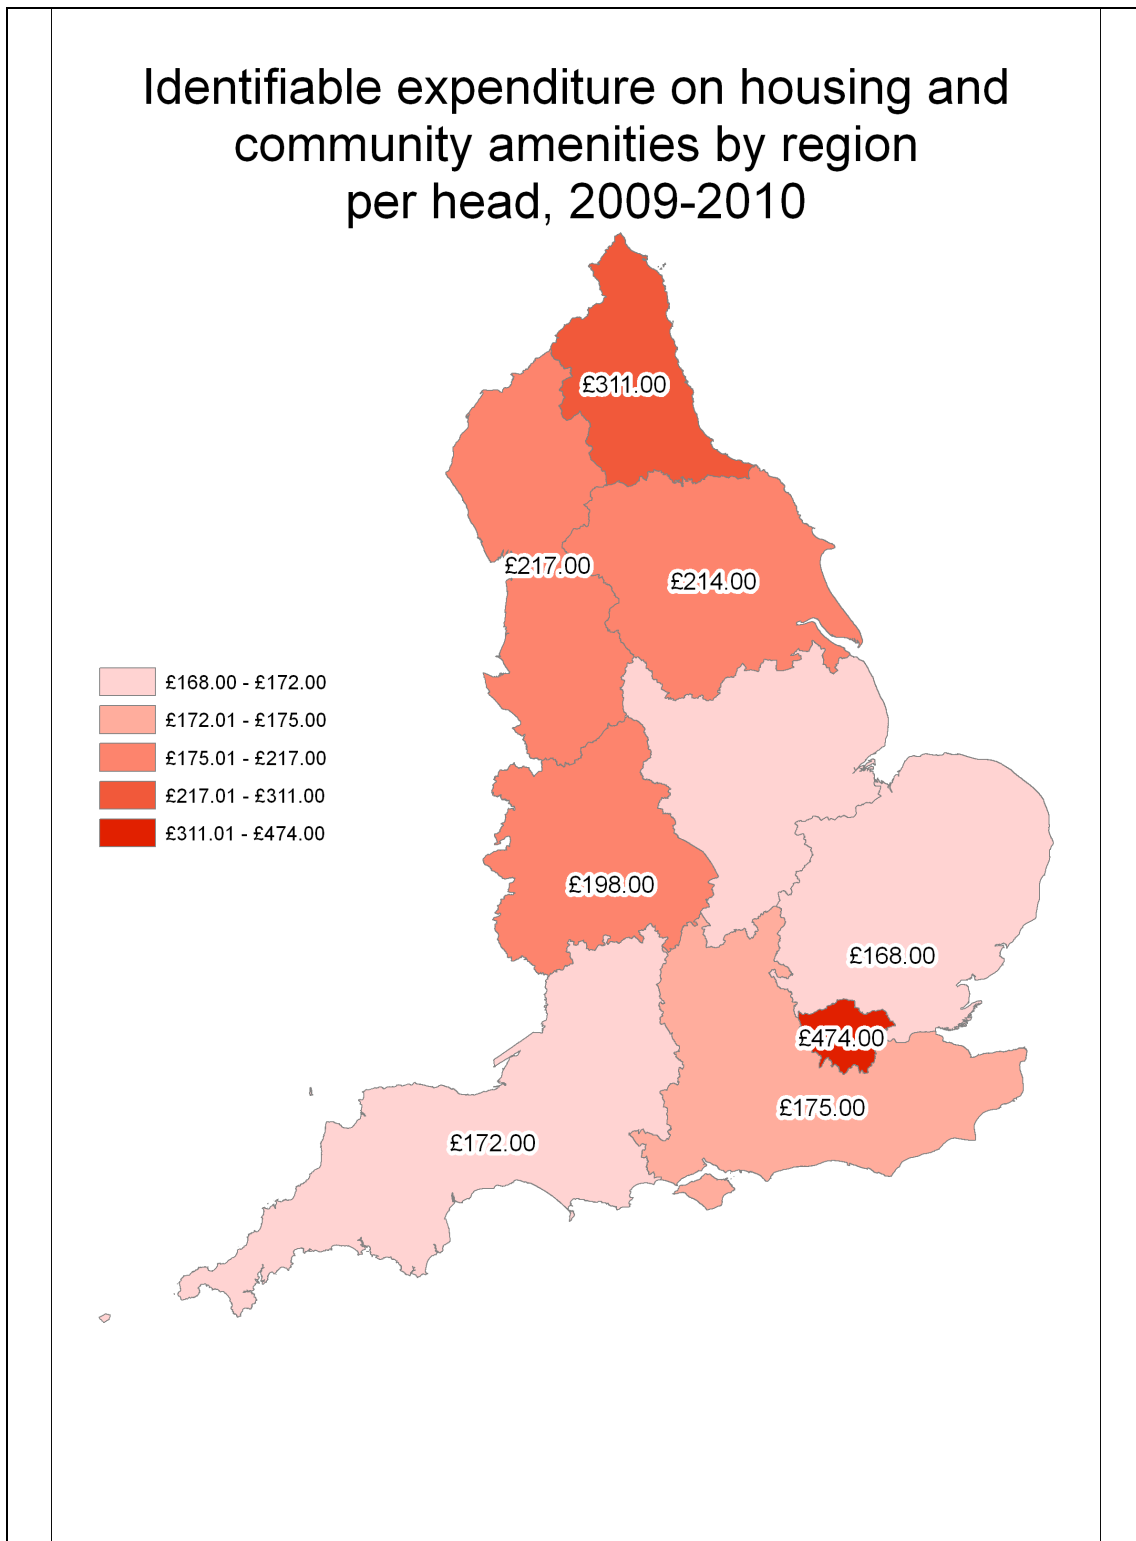 Identifiable expenditure on housing and
community amenities by region
per head, 2009-2010
£311.00
£217.00
£214.00
£168.00 - £172.00
£172.01 - £175.00
£175.01 - £217.00
£217.01 - £311.00
£311.01 - £474.00
£198.00
£168.00
£474.00
£175.00
£172.00